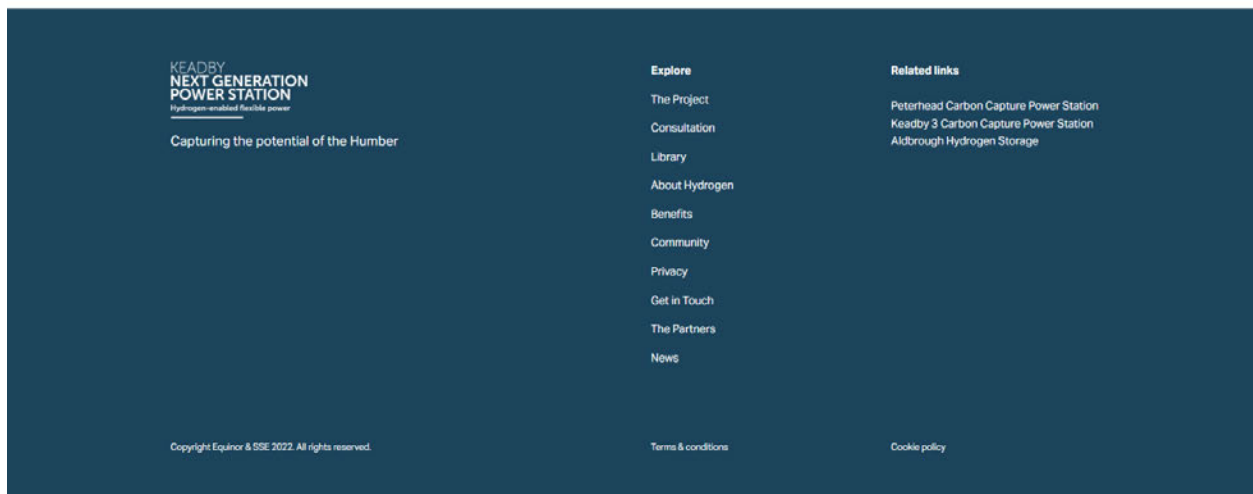 KEADBY
NEXT GENERATION
POWER STATION
Hydrogen-enabled flexible power
Capturing the potential of the Humber
Explore
The Project
Consultation
Library
About Hydrogen
Benefits
Community
Privacy
Get in Touch
The Partners
News
Related links
Peterhead Carbon Capture Power Station
Keadby 3 Carbon Capture Power Station
Aldbrough Hydrogen Storage
Copyright Equinor & SSE 2022. All rights reserved.
Terms & conditions
Cookie policy